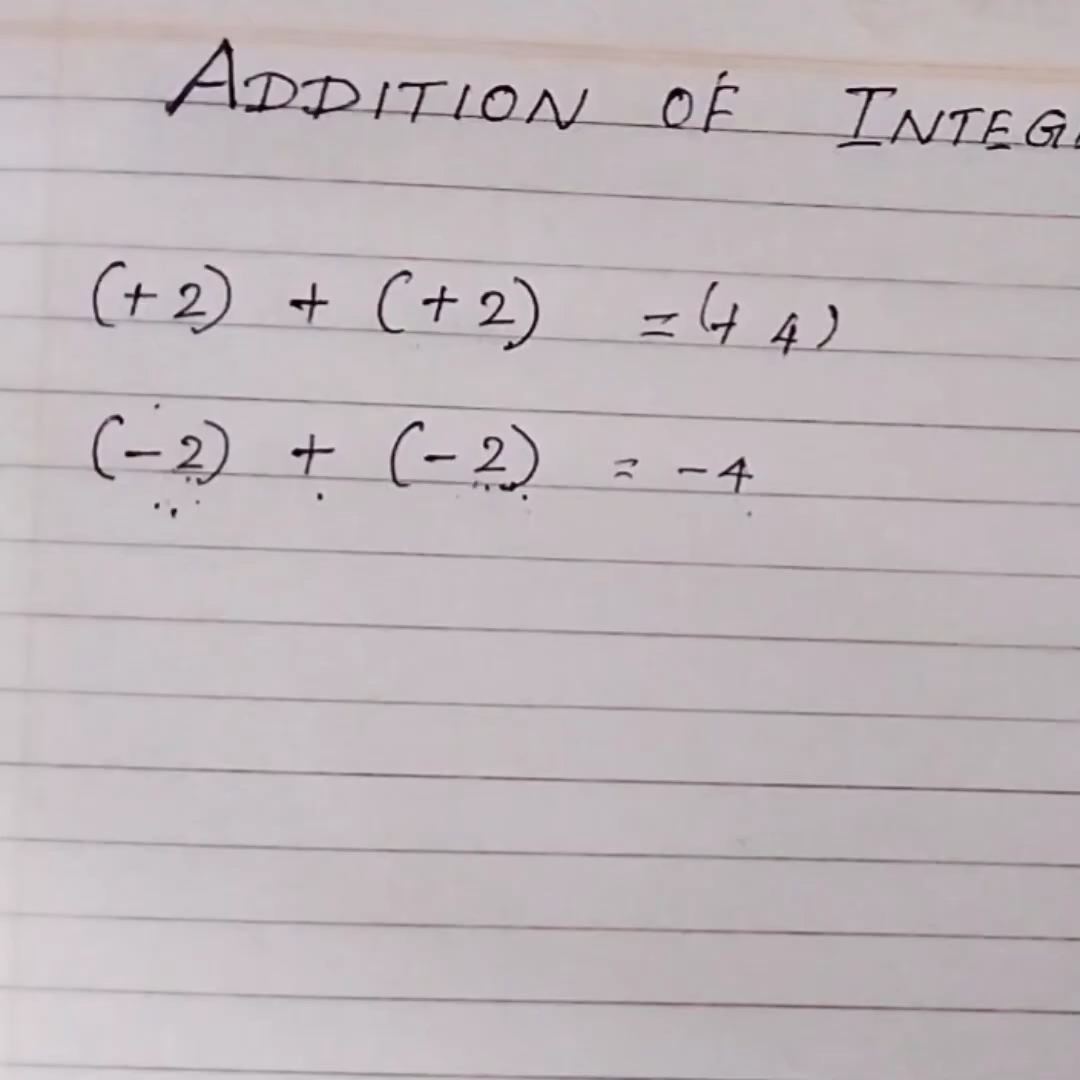 ADDITION OF INTEG
(+2) + (+2) = (+4)
(-2) + (-2) = -4